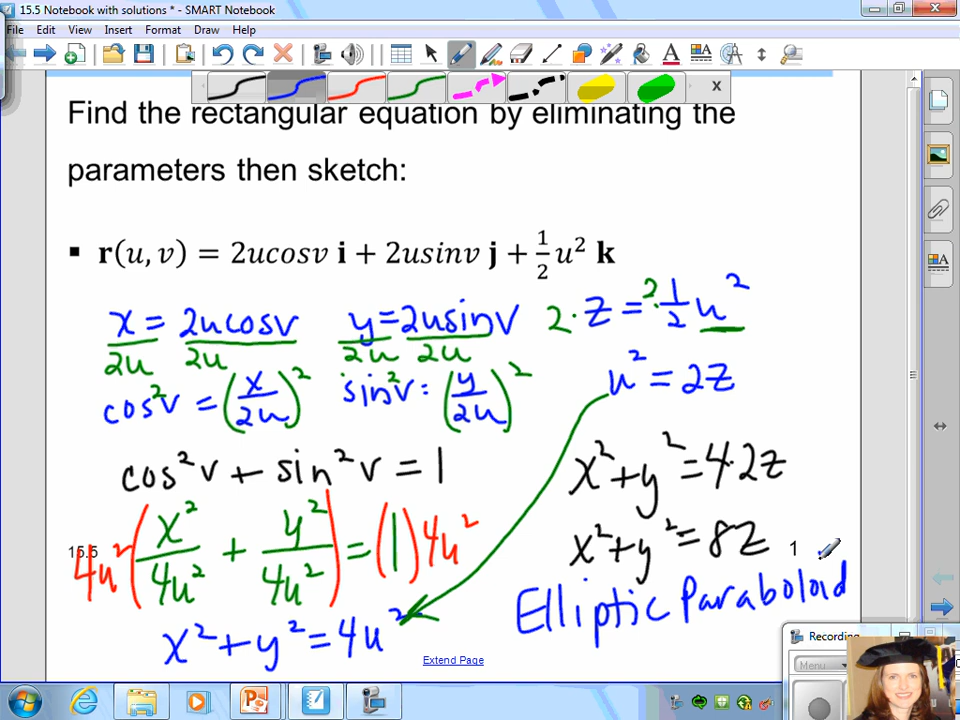 15.5 Notebook with solutions * - SMART Notebook
File Edit View Insert Format Draw Help
x
Find the rectangular equation by eliminating the
parameters then sketch:
▪ r(u, v) = 2ucosv i + 2usinv j + 1/2 u² k
x = 2ucosv y = 2usinv 2· z = 2· 1/2 u²
2u 2u 2u 2u
cos²v = (x/2u)² sin²v = (y/2u)² u² = 2z
cos²v + sin²v = 1 x² + y² = 4·2z
4u² (x²/4u² + y²/4u²) = (1) 4u² x² + y² = 8z
15.5 1
x² + y² = 4u² Elliptic Paraboloid
Extend Page
Recording
Menu